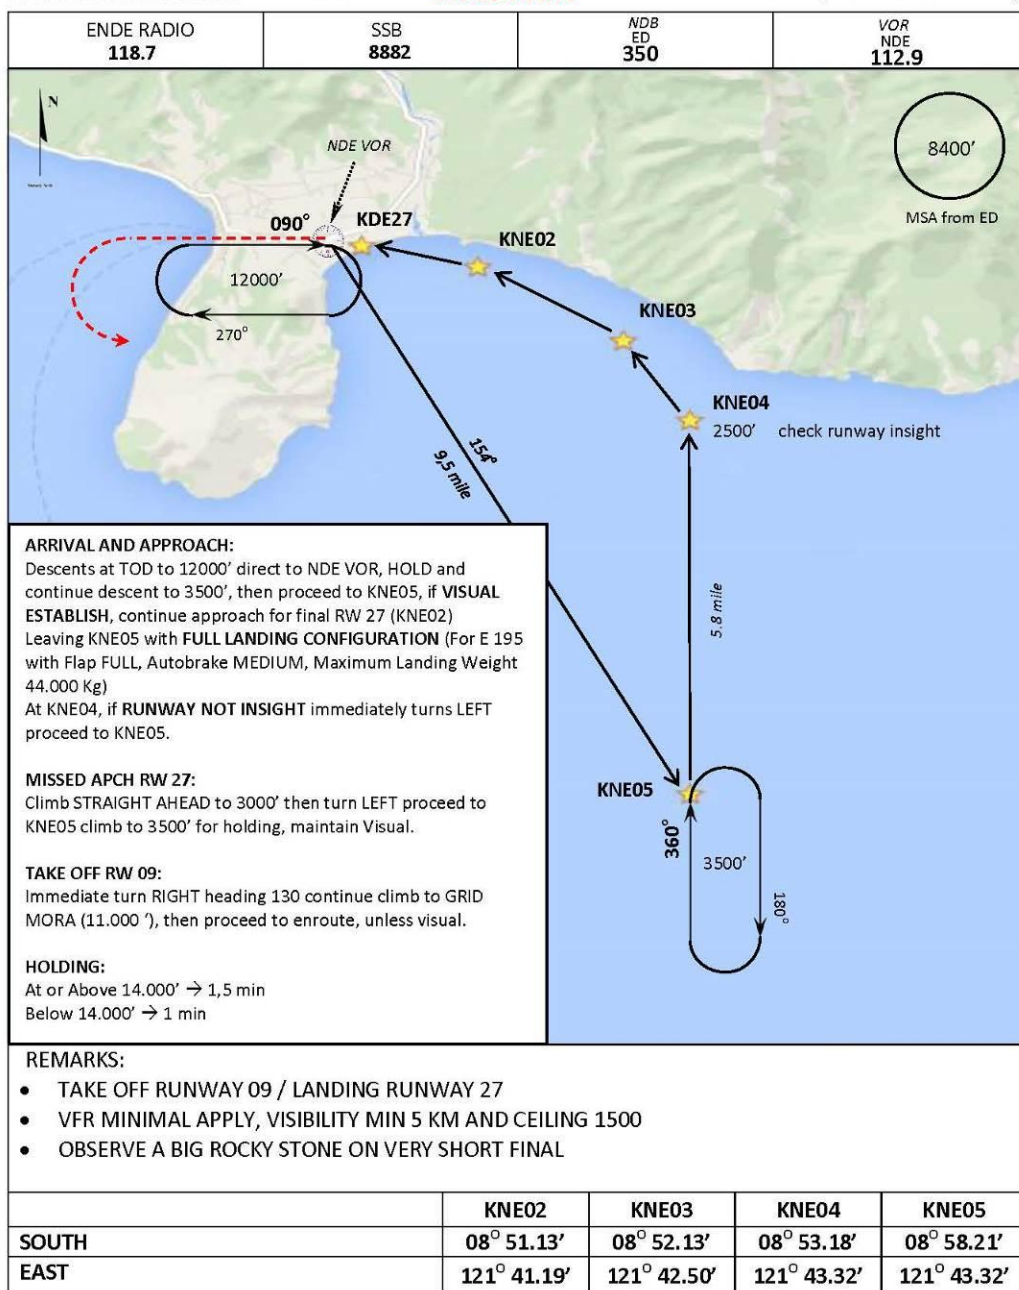 ENDE RADIO
118.7
SSB
8882
NDB
ED
350
VOR
NDE
112.9
N
NDE VOR
8400’
MSA from ED
090°
KDE27
KNE02
12000’
270°
KNE03
KNE04
2500’ check runway insight
154°
9,5 mile
5.8 mile
KNE05
360°
3500’
180°
ARRIVAL AND APPROACH:
Descents at TOD to 12000’ direct to NDE VOR, HOLD and
continue descent to 3500’, then proceed to KNE05, if VISUAL
ESTABLISH, continue approach for final RW 27 (KNE02)
Leaving KNE05 with FULL LANDING CONFIGURATION (For E 195
with Flap FULL, Autobrake MEDIUM, Maximum Landing Weight
44.000 Kg)
At KNE04, if RUNWAY NOT INSIGHT immediately turns LEFT
proceed to KNE05.
MISSED APCH RW 27:
Climb STRAIGHT AHEAD to 3000’ then turn LEFT proceed to
KNE05 climb to 3500’ for holding, maintain Visual.
TAKE OFF RW 09:
Immediate turn RIGHT heading 130 continue climb to GRID
MORA (11.000 ‘), then proceed to enroute, unless visual.
HOLDING:
At or Above 14.000’ → 1,5 min
Below 14.000’ → 1 min
REMARKS:
• TAKE OFF RUNWAY 09 / LANDING RUNWAY 27
• VFR MINIMAL APPLY, VISIBILITY MIN 5 KM AND CEILING 1500
• OBSERVE A BIG ROCKY STONE ON VERY SHORT FINAL
KNE02 KNE03 KNE04 KNE05
SOUTH 08° 51.13’ 08° 52.13’ 08° 53.18’ 08° 58.21’
EAST 121° 41.19’ 121° 42.50’ 121° 43.32’ 121° 43.32’